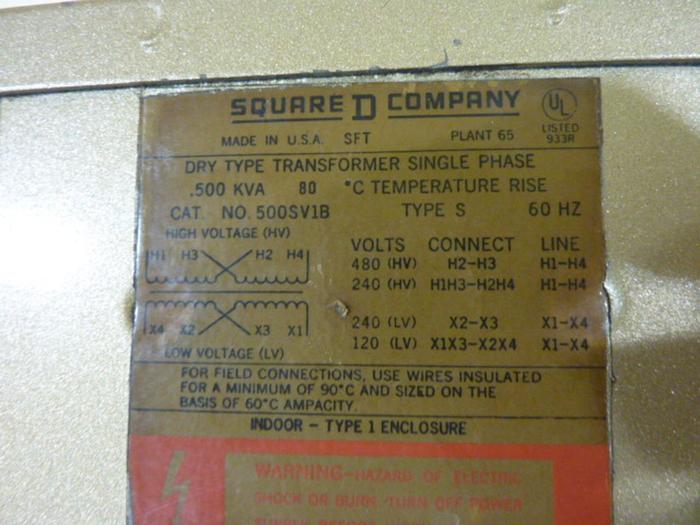 SQUARE D COMPANY
UL
LISTED
933R
MADE IN U.S.A. SFT PLANT 65
DRY TYPE TRANSFORMER SINGLE PHASE
.500 KVA 80 °C TEMPERATURE RISE
CAT. NO. 500SV1B TYPE S 60 HZ
HIGH VOLTAGE (HV)
H1 H3 H2 H4
X4 X2 X3 X1
LOW VOLTAGE (LV)
VOLTS CONNECT LINE
480 (HV) H2-H3 H1-H4
240 (HV) H1H3-H2H4 H1-H4
240 (LV) X2-X3 X1-X4
120 (LV) X1X3-X2X4 X1-X4
FOR FIELD CONNECTIONS, USE WIRES INSULATED
FOR A MINIMUM OF 90°C AND SIZED ON THE
BASIS OF 60°C AMPACITY.
INDOOR - TYPE 1 ENCLOSURE
WARNING-HAZARD OF ELECTRIC
SHOCK OR BURN. TURN OFF POWER